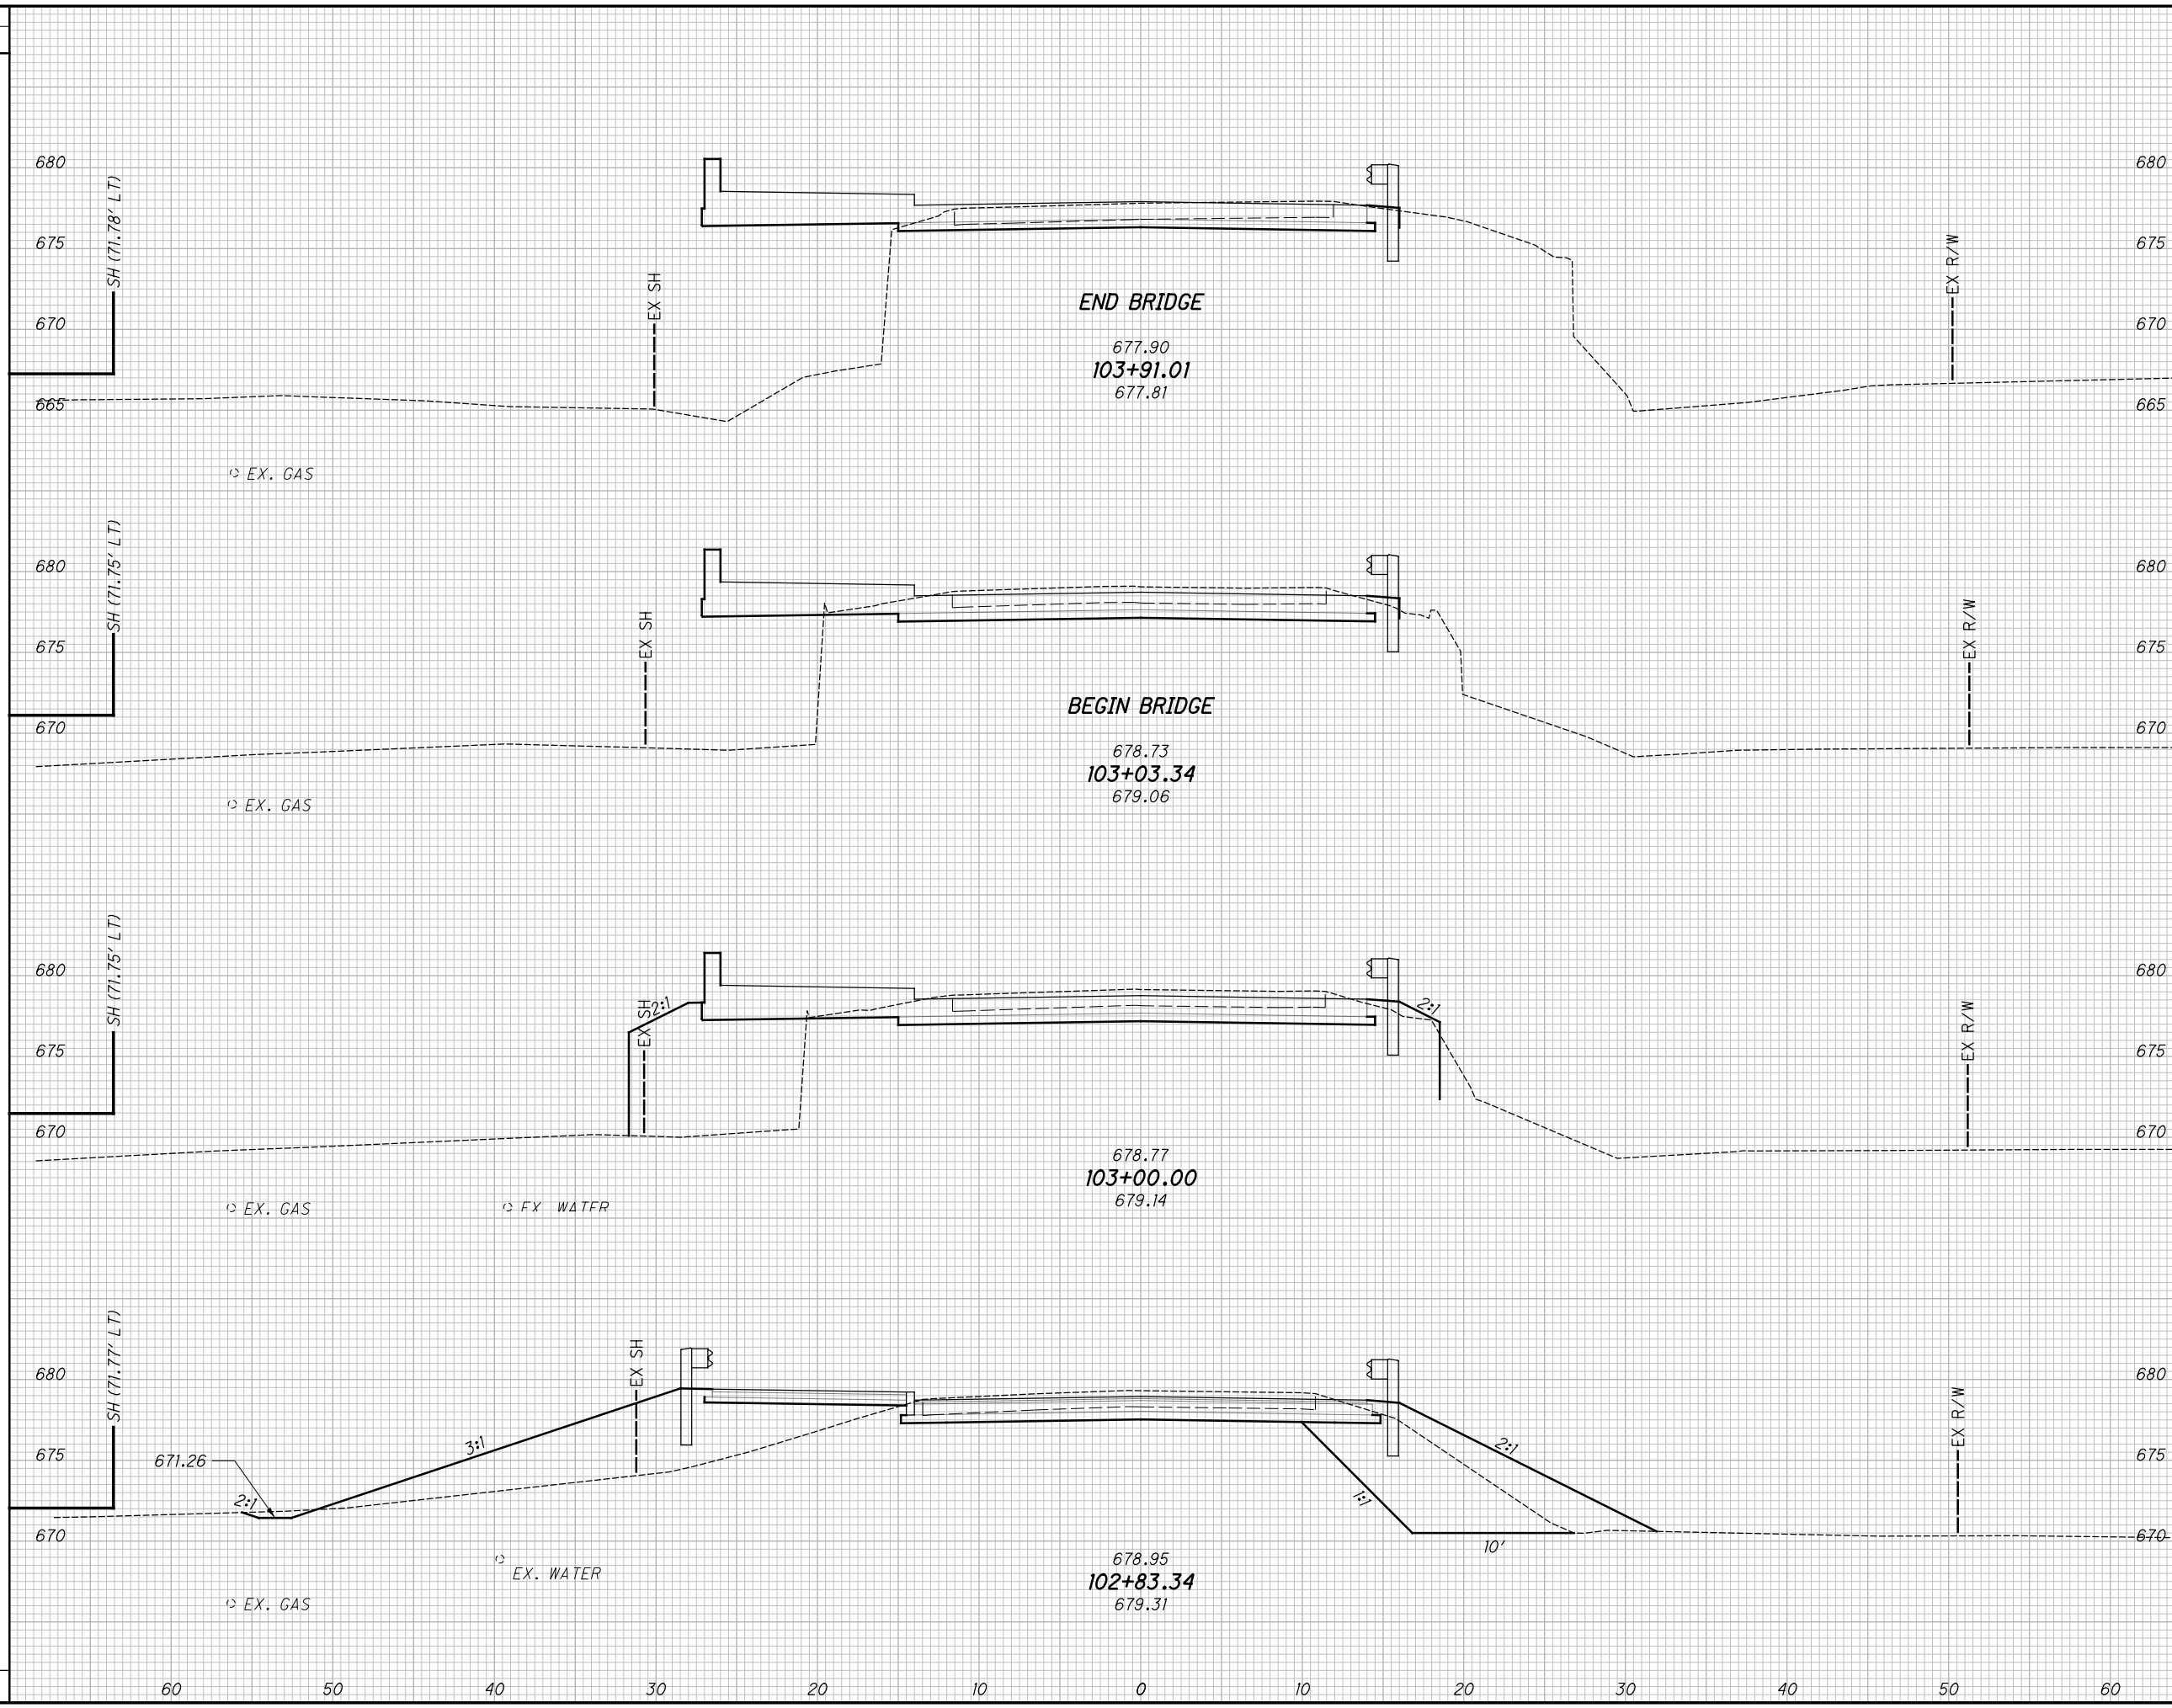 680 680
SH (71.78' LT)
675 675
EX SH
EX R/W
END BRIDGE
670 670
677.90
103+91.01
677.81
665 665
EX. GAS
680 680
SH (71.75' LT)
675 675
EX SH
EX R/W
BEGIN BRIDGE
670 670
678.73
103+03.34
679.06
EX. GAS
680 680
SH (71.75' LT)
2:1
2:1
EX SH
EX R/W
675 675
670 670
678.77
103+00.00
679.14
EX. GAS
EX WATER
680 680
SH (71.77' LT)
EX SH
EX R/W
3:1
2:1
675 675
671.26
2:1
1:1
670 670
10'
678.95
102+83.34
679.31
EX. WATER
EX. GAS
60 50 40 30 20 10 0 10 20 30 40 50 60